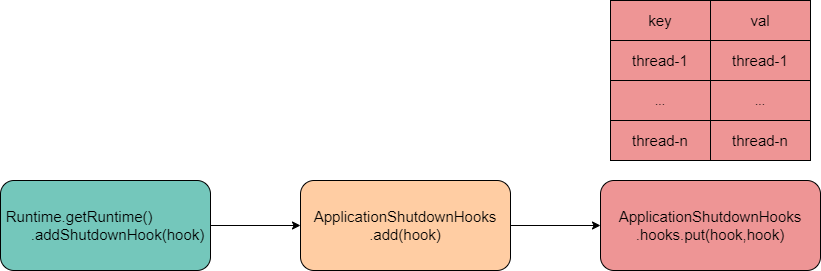 key val
thread-1 thread-1
... ...
thread-n thread-n
Runtime.getRuntime()
.addShutdownHook(hook)
ApplicationShutdownHooks
.add(hook)
ApplicationShutdownHooks
.hooks.put(hook,hook)